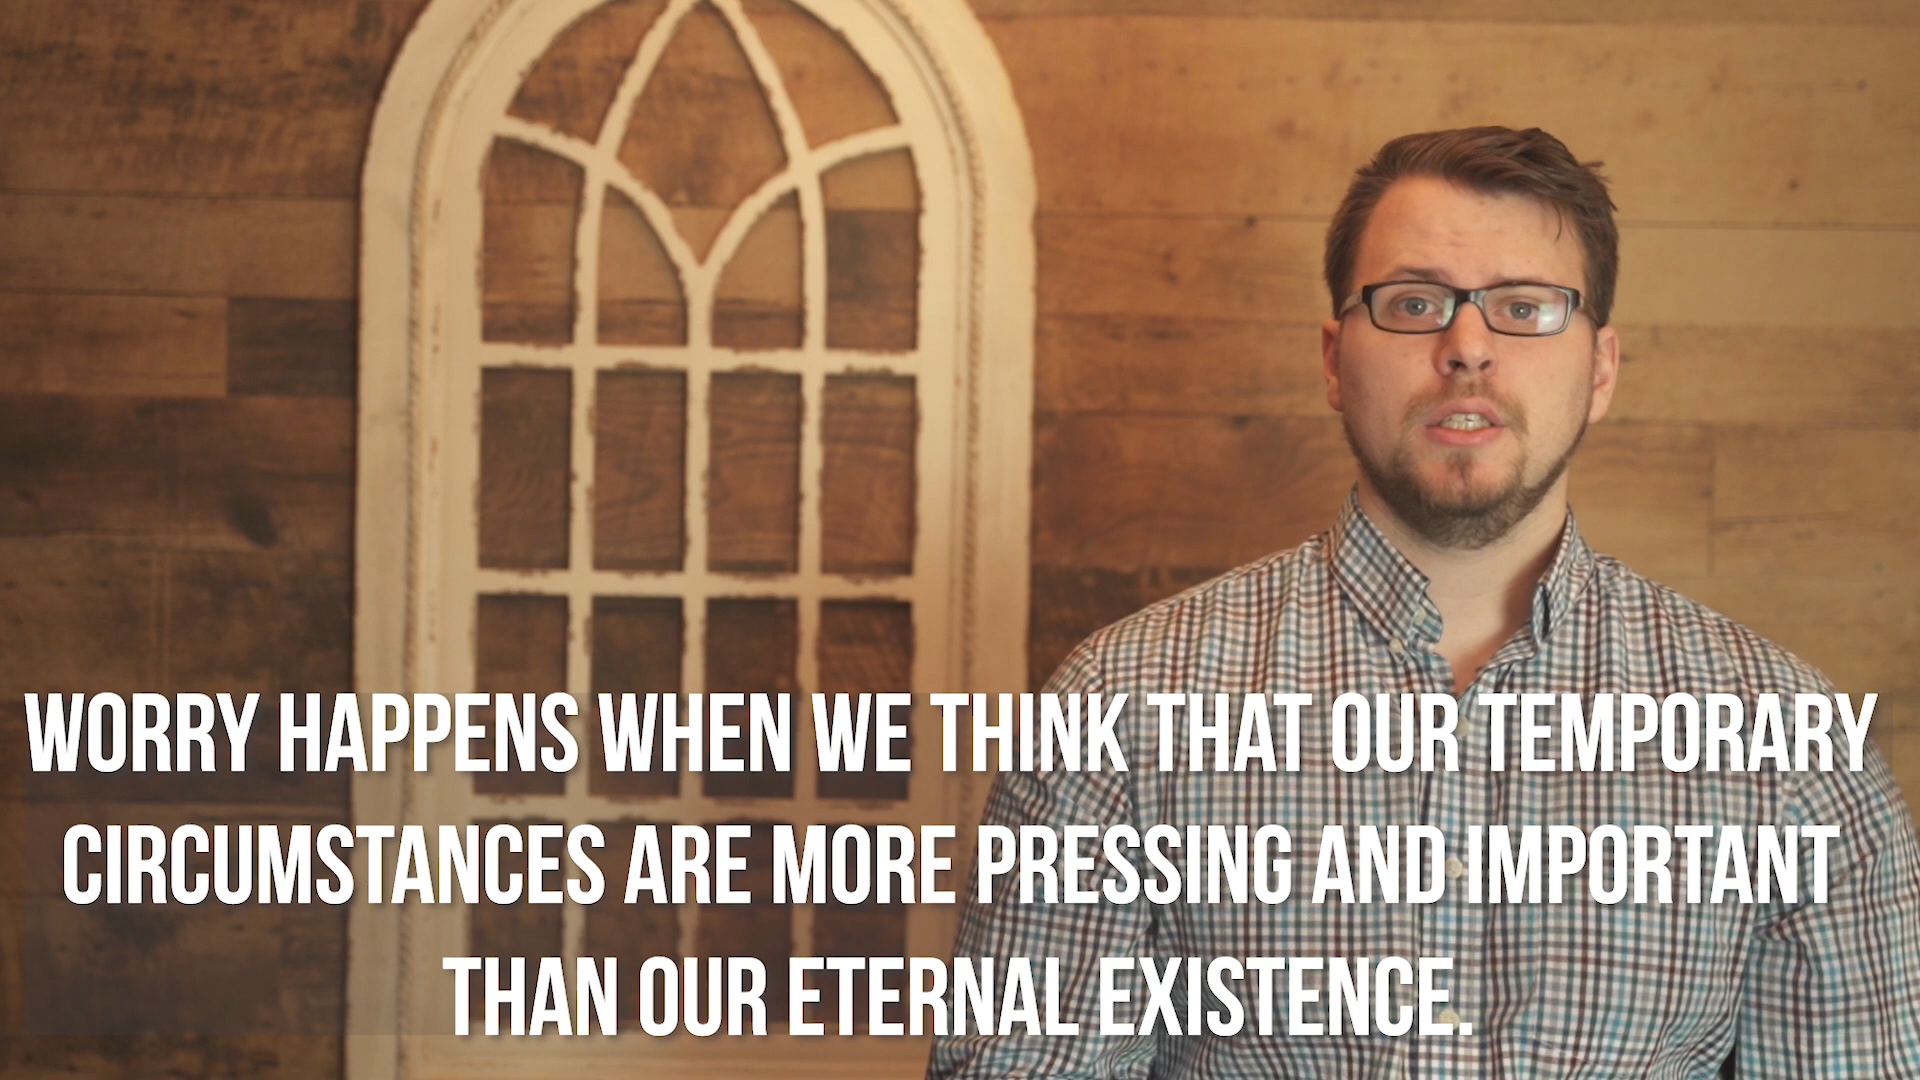 WORRY HAPPENS WHEN WE THINK THAT OUR TEMPORARY
CIRCUMSTANCES ARE MORE PRESSING AND IMPORTANT
THAN OUR ETERNAL EXISTENCE.